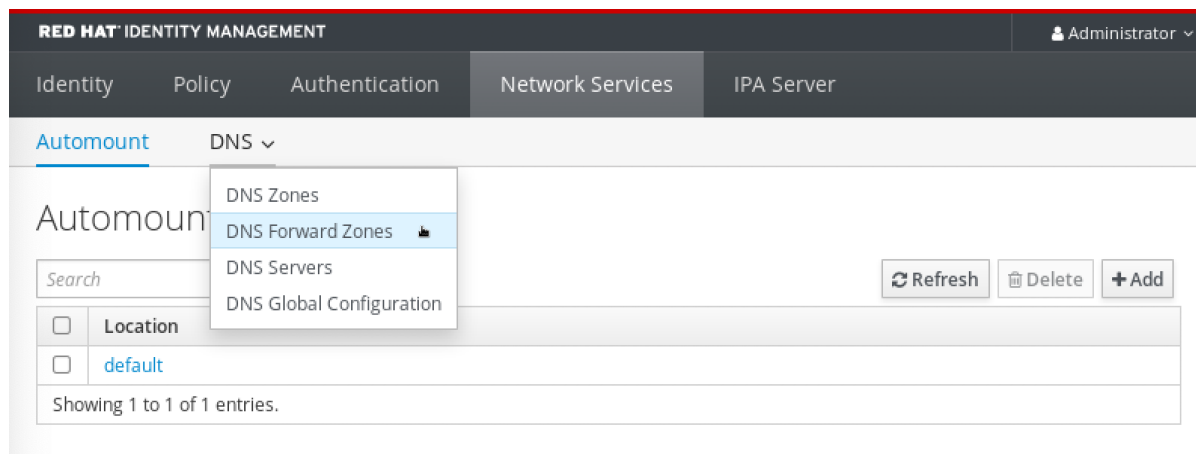 RED HAT® IDENTITY MANAGEMENT
Administrator
Identity Policy Authentication Network Services IPA Server
Automount DNS
DNS Zones
DNS Forward Zones
DNS Servers
DNS Global Configuration
Automount
Search
Refresh Delete Add
Location
default
Showing 1 to 1 of 1 entries.